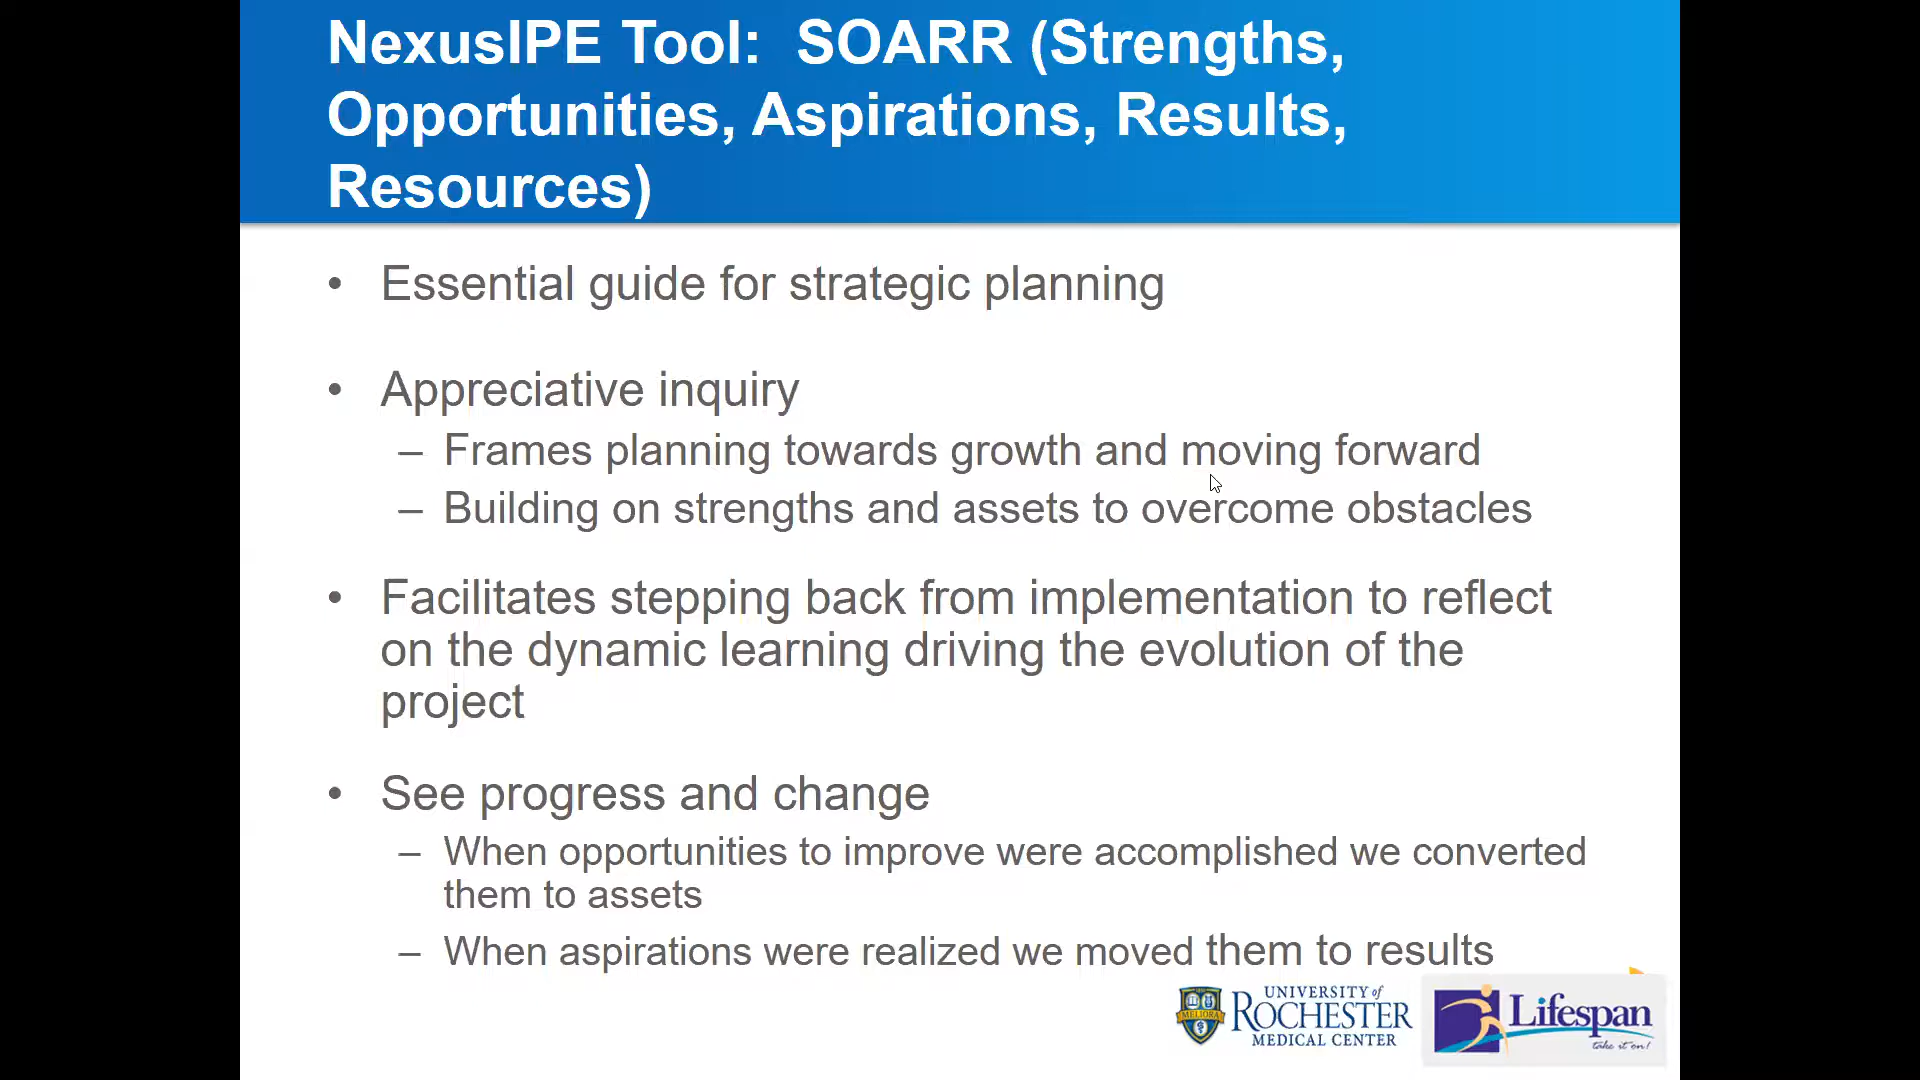 NexusIPE Tool:  SOARR (Strengths,
Opportunities, Aspirations, Results,
Resources)
• Essential guide for strategic planning
• Appreciative inquiry
– Frames planning towards growth and moving forward
– Building on strengths and assets to overcome obstacles
• Facilitates stepping back from implementation to reflect
on the dynamic learning driving the evolution of the
project
• See progress and change
– When opportunities to improve were accomplished we converted
them to assets
– When aspirations were realized we moved them to results
MELIORA
UNIVERSITY of
ROCHESTER
MEDICAL CENTER
Lifespan
take it on!